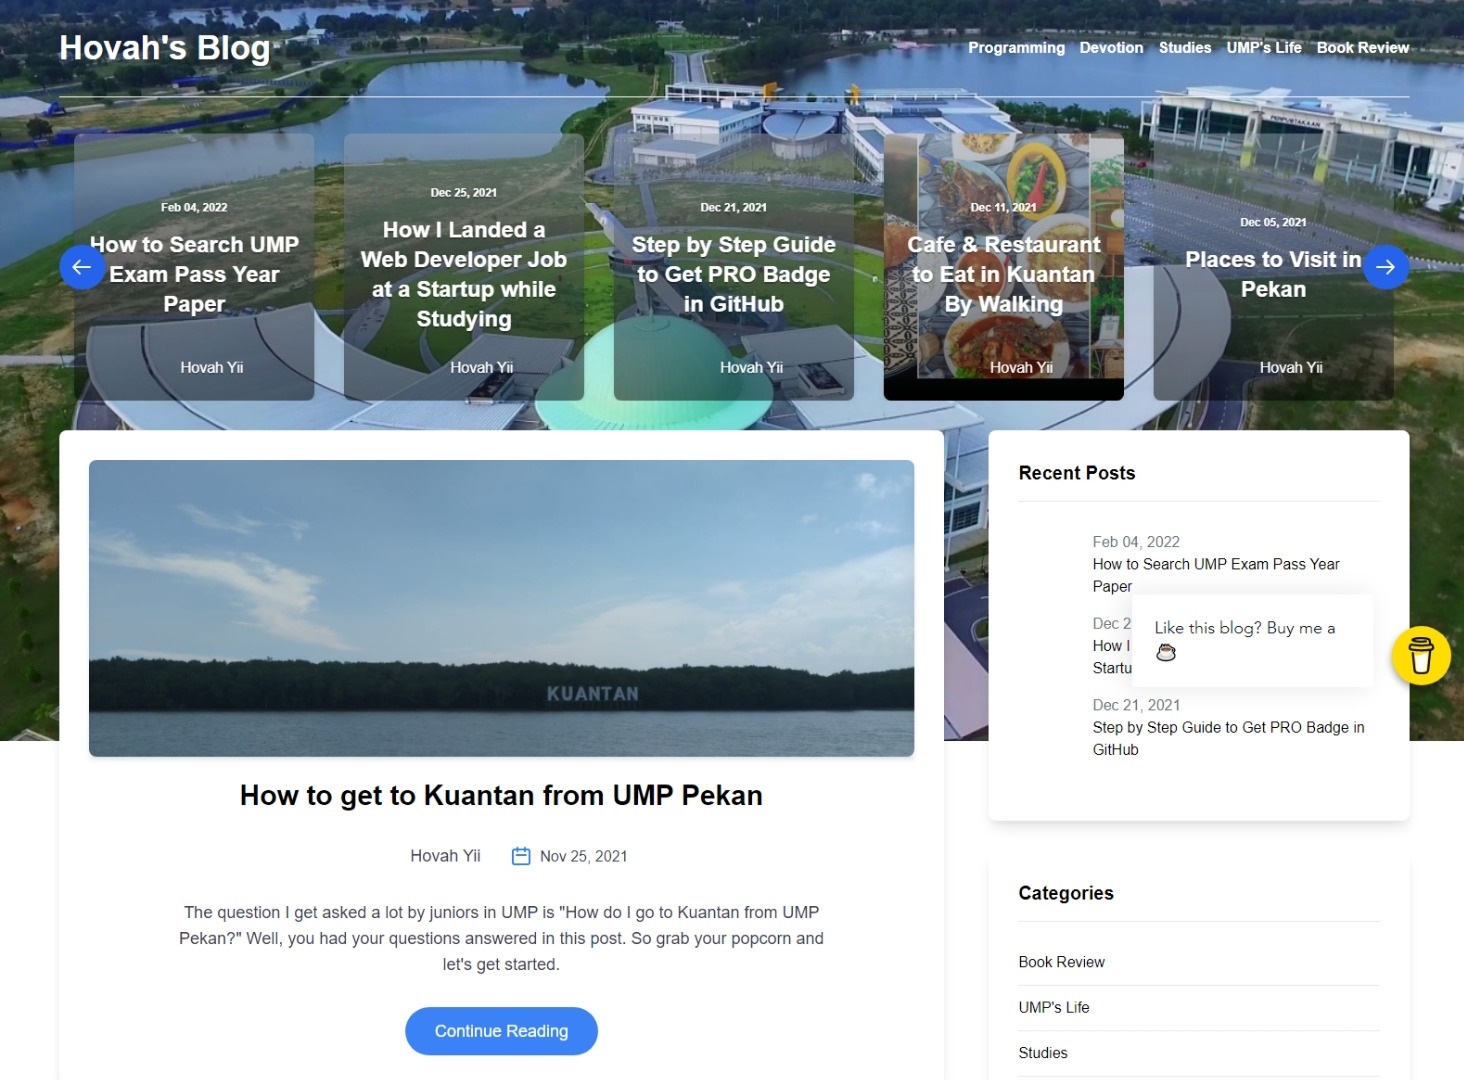 Hovah's Blog
Programming Devotion Studies UMP's Life Book Review
PERPUSTAKAAN
Feb 04, 2022
How to Search UMP
Exam Pass Year
Paper
Hovah Yii
Dec 25, 2021
How I Landed a
Web Developer Job
at a Startup while
Studying
Hovah Yii
Dec 21, 2021
Step by Step Guide
to Get PRO Badge
in GitHub
Hovah Yii
Dec 11, 2021
Cafe & Restaurant
to Eat in Kuantan
By Walking
Hovah Yii
Dec 05, 2021
Places to Visit in
Pekan
Hovah Yii
KUANTAN
How to get to Kuantan from UMP Pekan
Hovah Yii Nov 25, 2021
The question I get asked a lot by juniors in UMP is "How do I go to Kuantan from UMP
Pekan?" Well, you had your questions answered in this post. So grab your popcorn and
let's get started.
Continue Reading
Recent Posts
Feb 04, 2022
How to Search UMP Exam Pass Year
Paper
Dec 2
How I
Startu
Like this blog? Buy me a
Dec 21, 2021
Step by Step Guide to Get PRO Badge in
GitHub
Categories
Book Review
UMP's Life
Studies